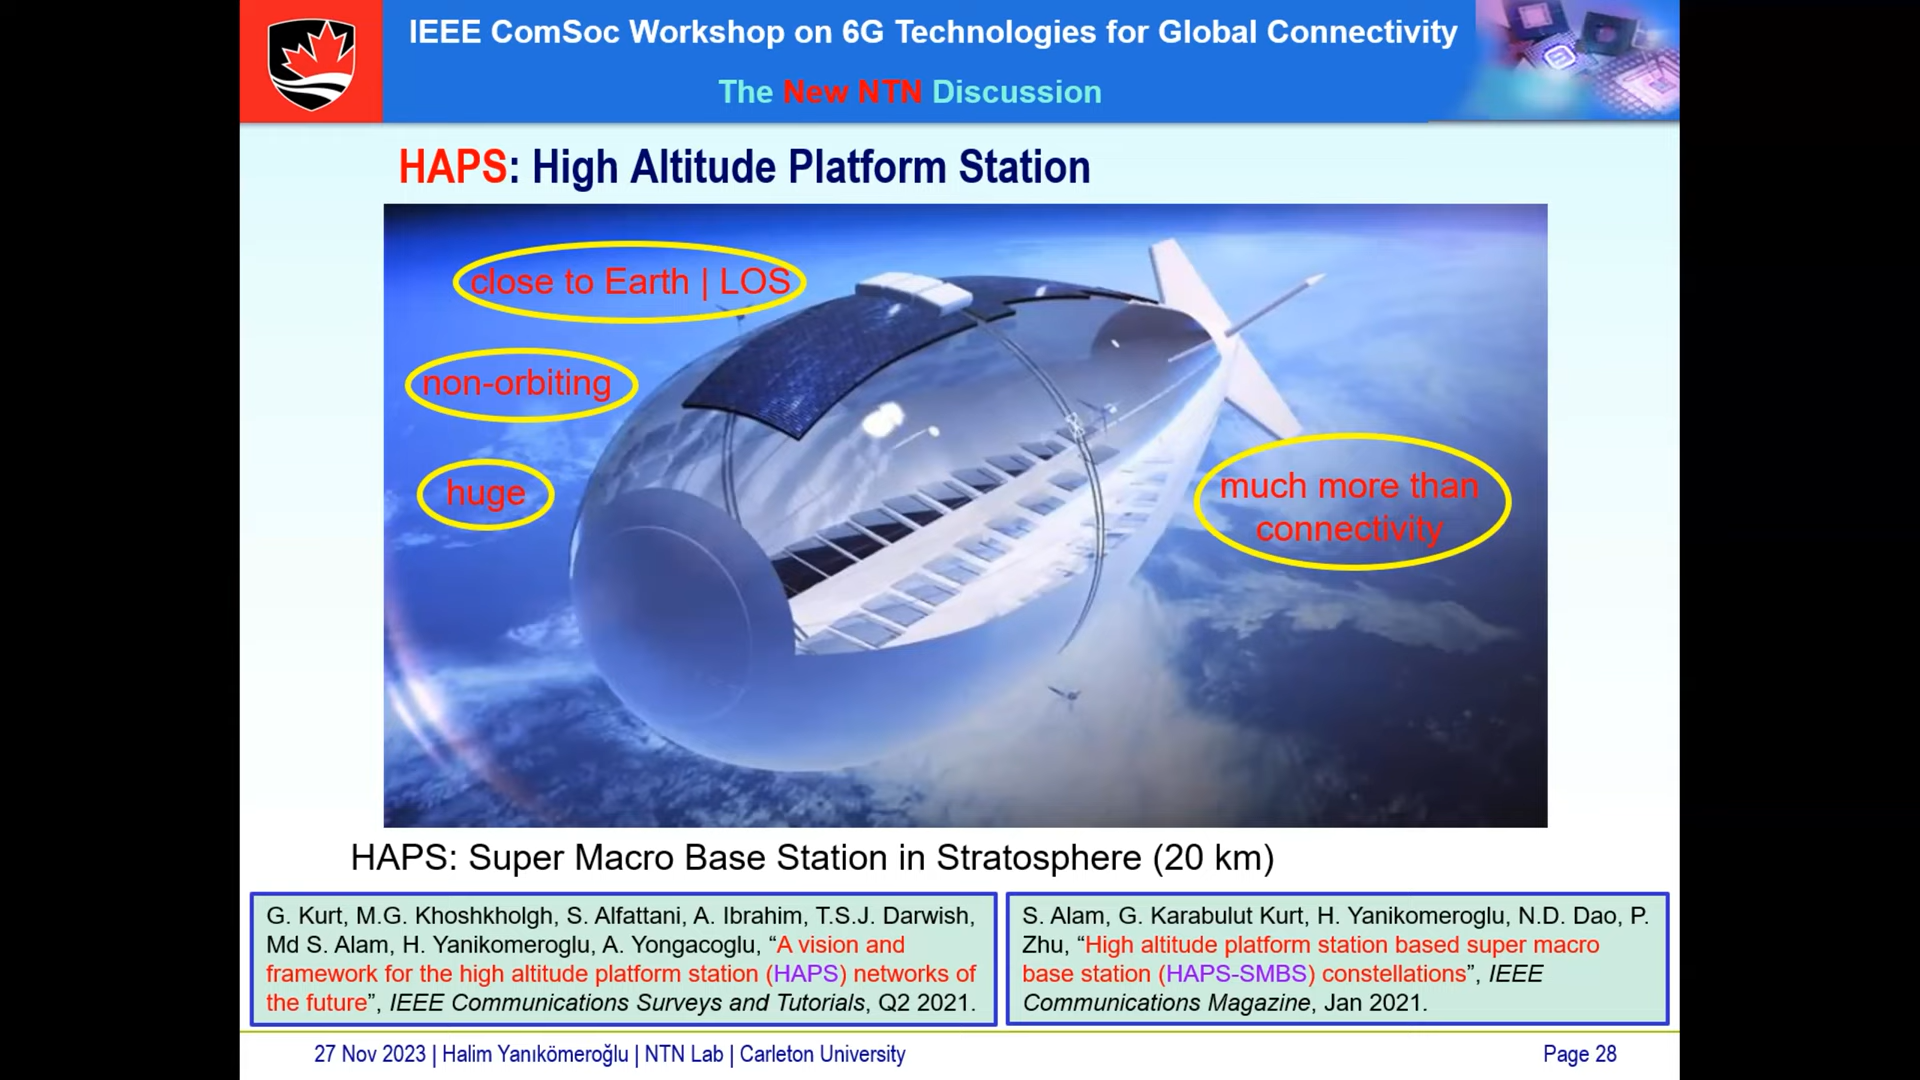 IEEE ComSoc Workshop on 6G Technologies for Global Connectivity
The New NTN Discussion
HAPS: High Altitude Platform Station
close to Earth | LOS
non-orbiting
huge
much more than
connectivity
HAPS: Super Macro Base Station in Stratosphere (20 km)
G. Kurt, M.G. Khoshkholgh, S. Alfattani, A. Ibrahim, T.S.J. Darwish,
Md S. Alam, H. Yanikomeroglu, A. Yongacoglu, “A vision and
framework for the high altitude platform station (HAPS) networks of
the future”, IEEE Communications Surveys and Tutorials, Q2 2021.
S. Alam, G. Karabulut Kurt, H. Yanikomeroglu, N.D. Dao, P.
Zhu, “High altitude platform station based super macro
base station (HAPS-SMBS) constellations”, IEEE
Communications Magazine, Jan 2021.
27 Nov 2023 | Halim Yanıkömeroğlu | NTN Lab | Carleton University
Page 28